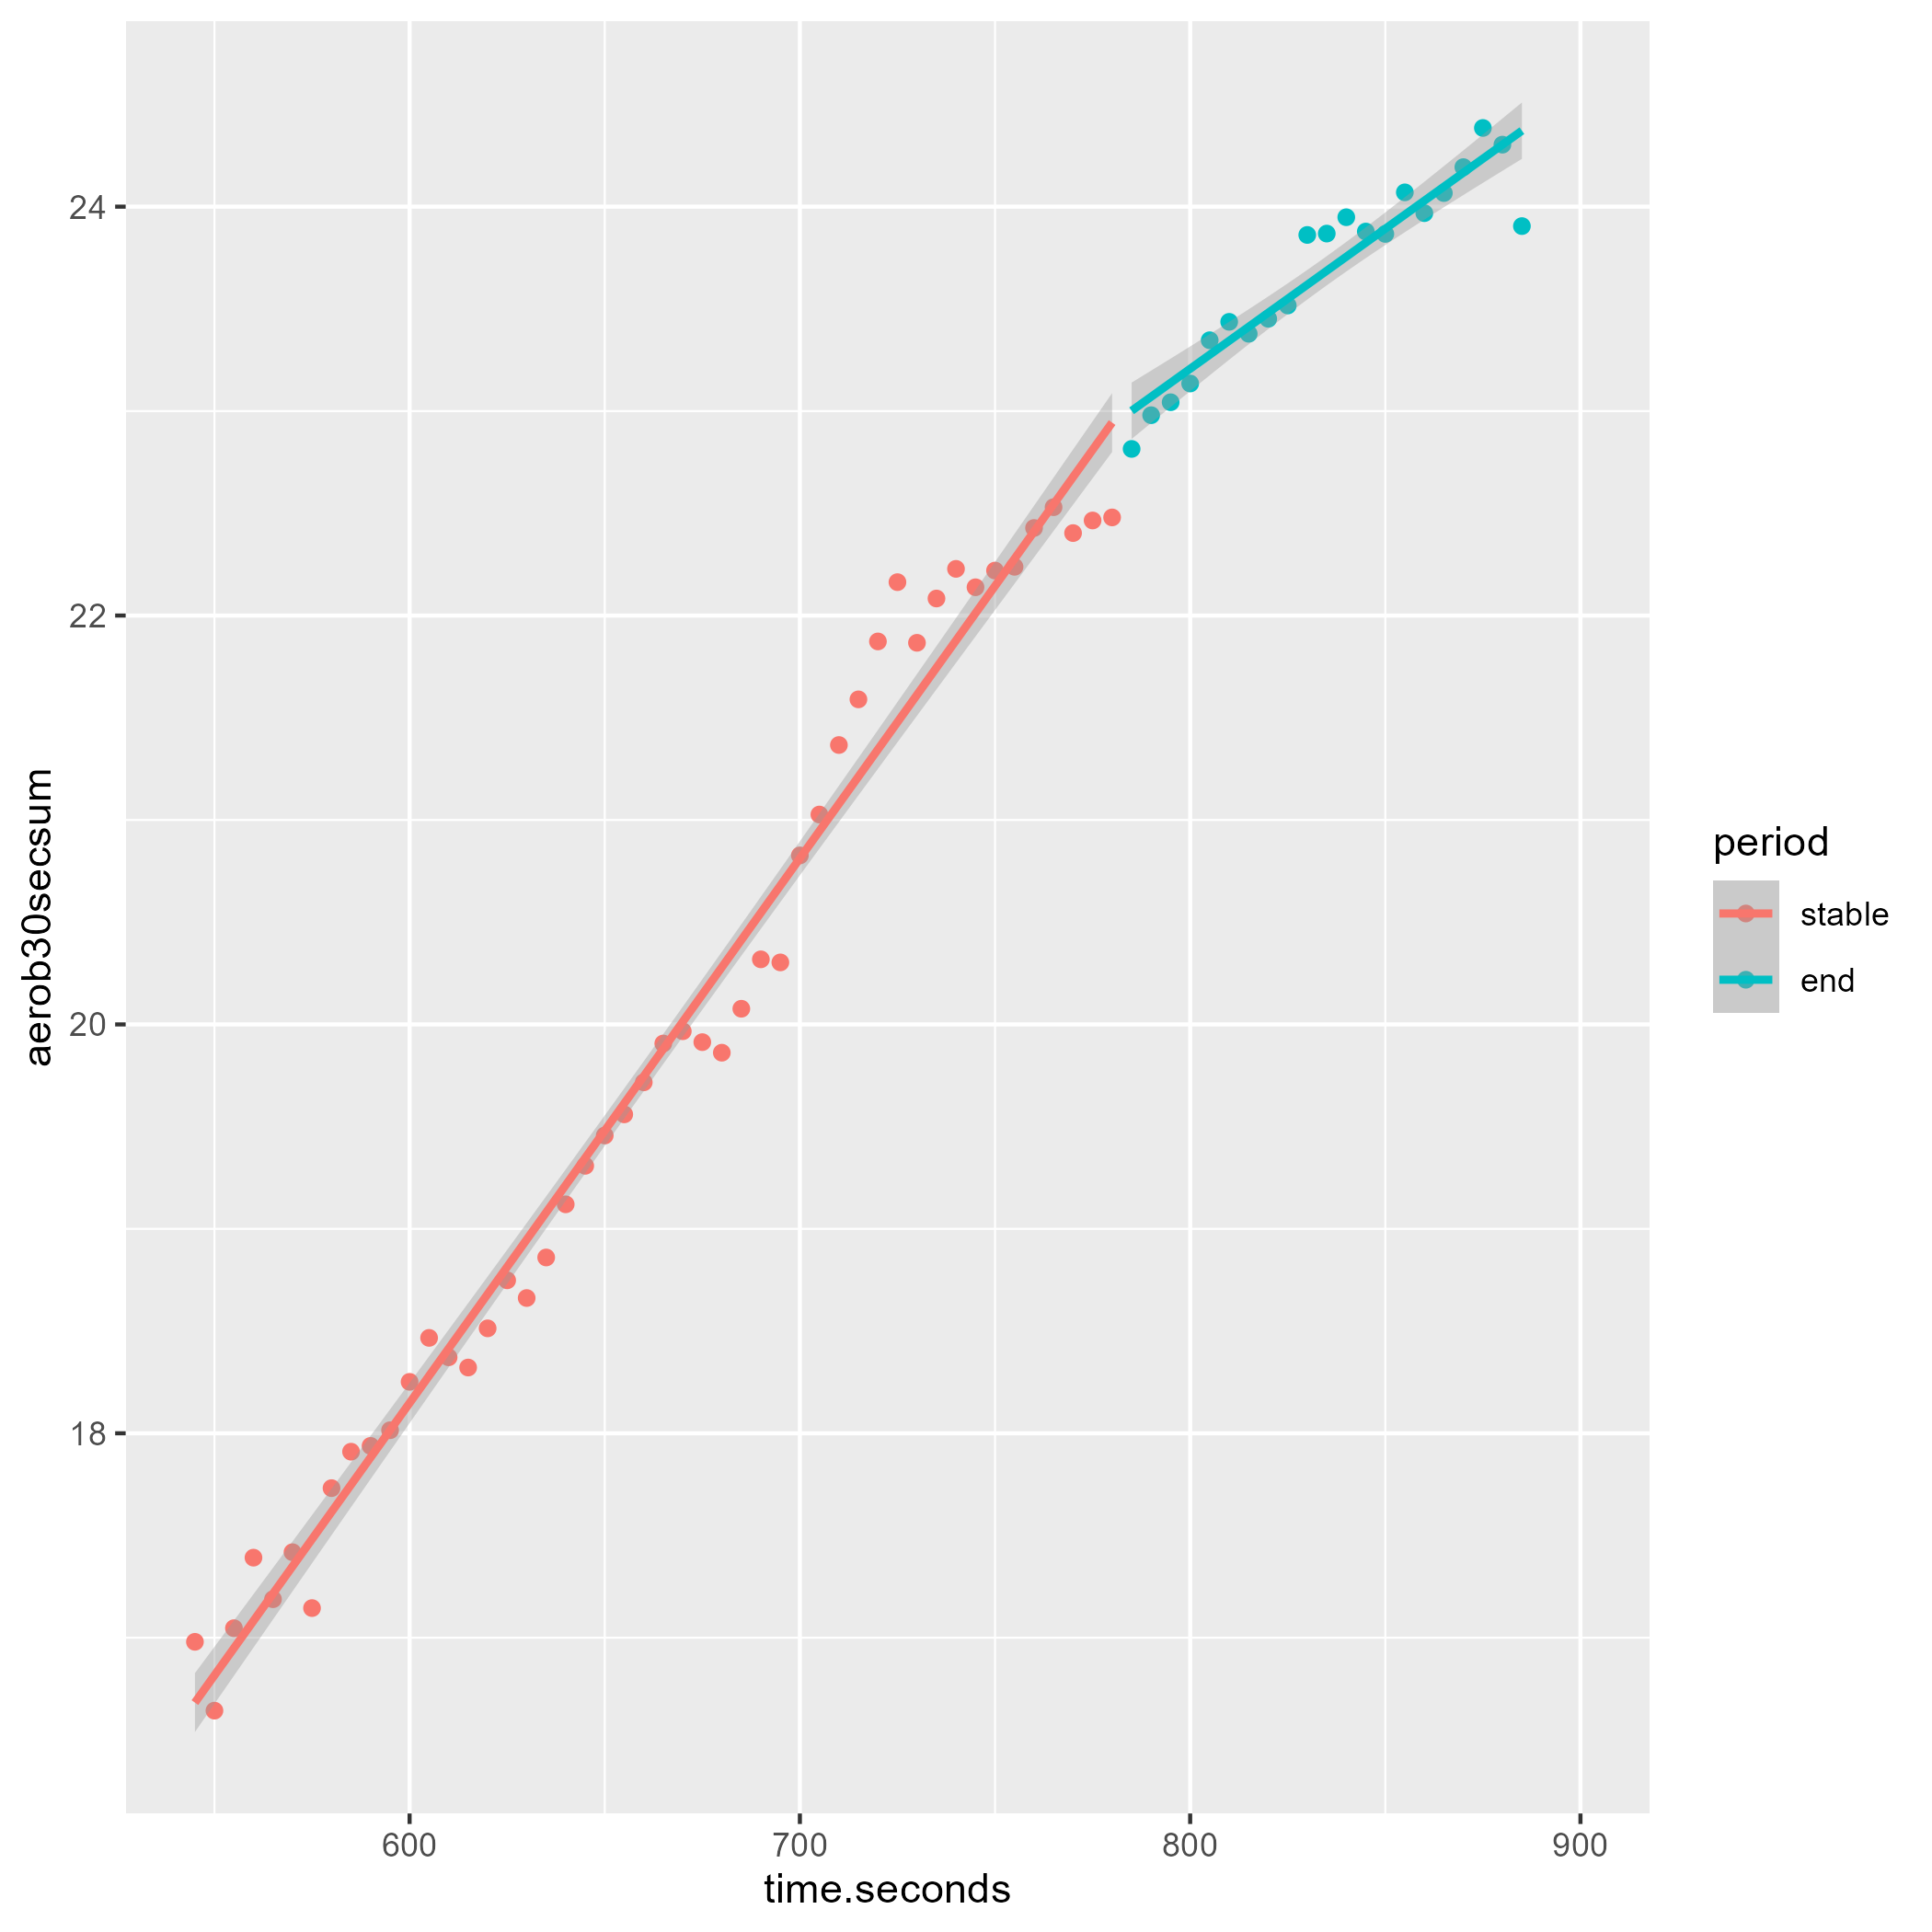 24
22
20
18
aerob30secsum
600
700
800
900
time.seconds
period
stable
end